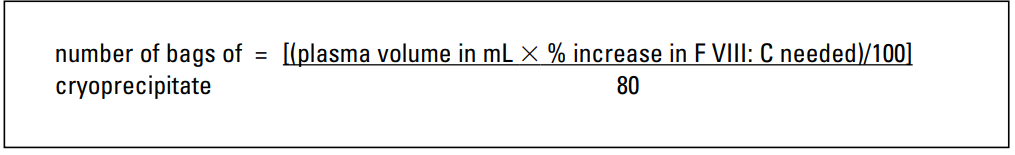 number of bags of = [(plasma volume in mL × % increase in F VIII: C needed)/100]
cryoprecipitate 80